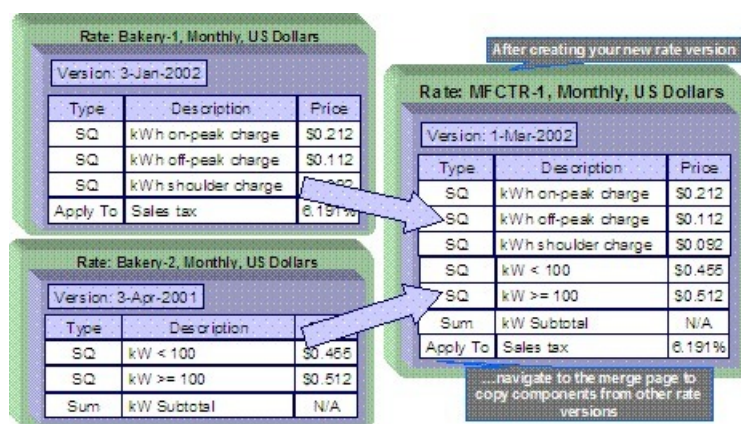 Rate: Bakery-1, Monthly, US Dollars
Version: 3-Jan-2002
Type Description Price
SQ kWh on-peak charge $0.212
SQ kWh off-peak charge $0.112
SQ kWh shoulder charge
Apply To Sales tax 6.191%
Rate: Bakery-2, Monthly, US Dollars
Version: 3-Apr-2001
Type Description
SQ kW < 100 $0.455
SQ kW >= 100 $0.512
Sum kW Subtotal N/A
After creating your new rate version
Rate: MFCTR-1, Monthly, US Dollars
Version: 1-Mar-2002
Type Description Price
SQ kWh on-peak charge $0.212
SQ kWh off-peak charge $0.112
SQ kWh shoulder charge $0.092
SQ kW < 100 $0.455
SQ kW >= 100 $0.512
Sum kW Subtotal N/A
Apply To Sales tax 6.191%
...navigate to the merge page to
copy components from other rate
versions